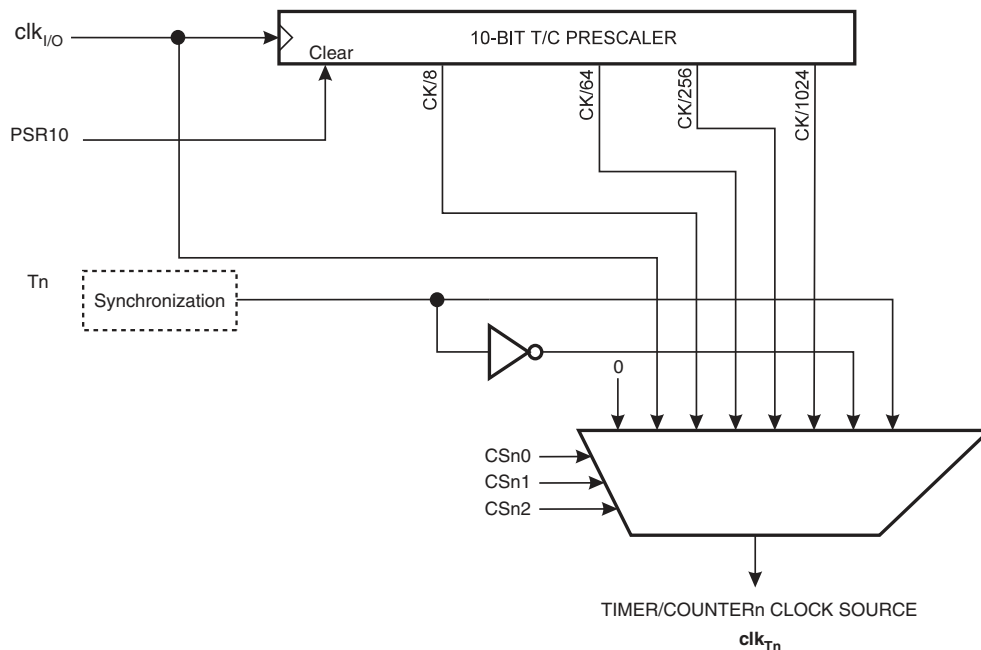 clkI/O
10-BIT T/C PRESCALER
Clear
PSR10
CK/8
CK/64
CK/256
CK/1024
Tn
Synchronization
0
CSn0
CSn1
CSn2
TIMER/COUNTERn CLOCK SOURCE
clkTn